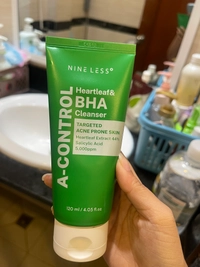 NINE LESS®
A-CONTROL
Heartleaf&
BHA
Cleanser
TARGETED
ACNE PRONE SKIN
Heartleaf Extract
Salicylic Acid
5,000ppm
120 ml / 4.05 fl.oz